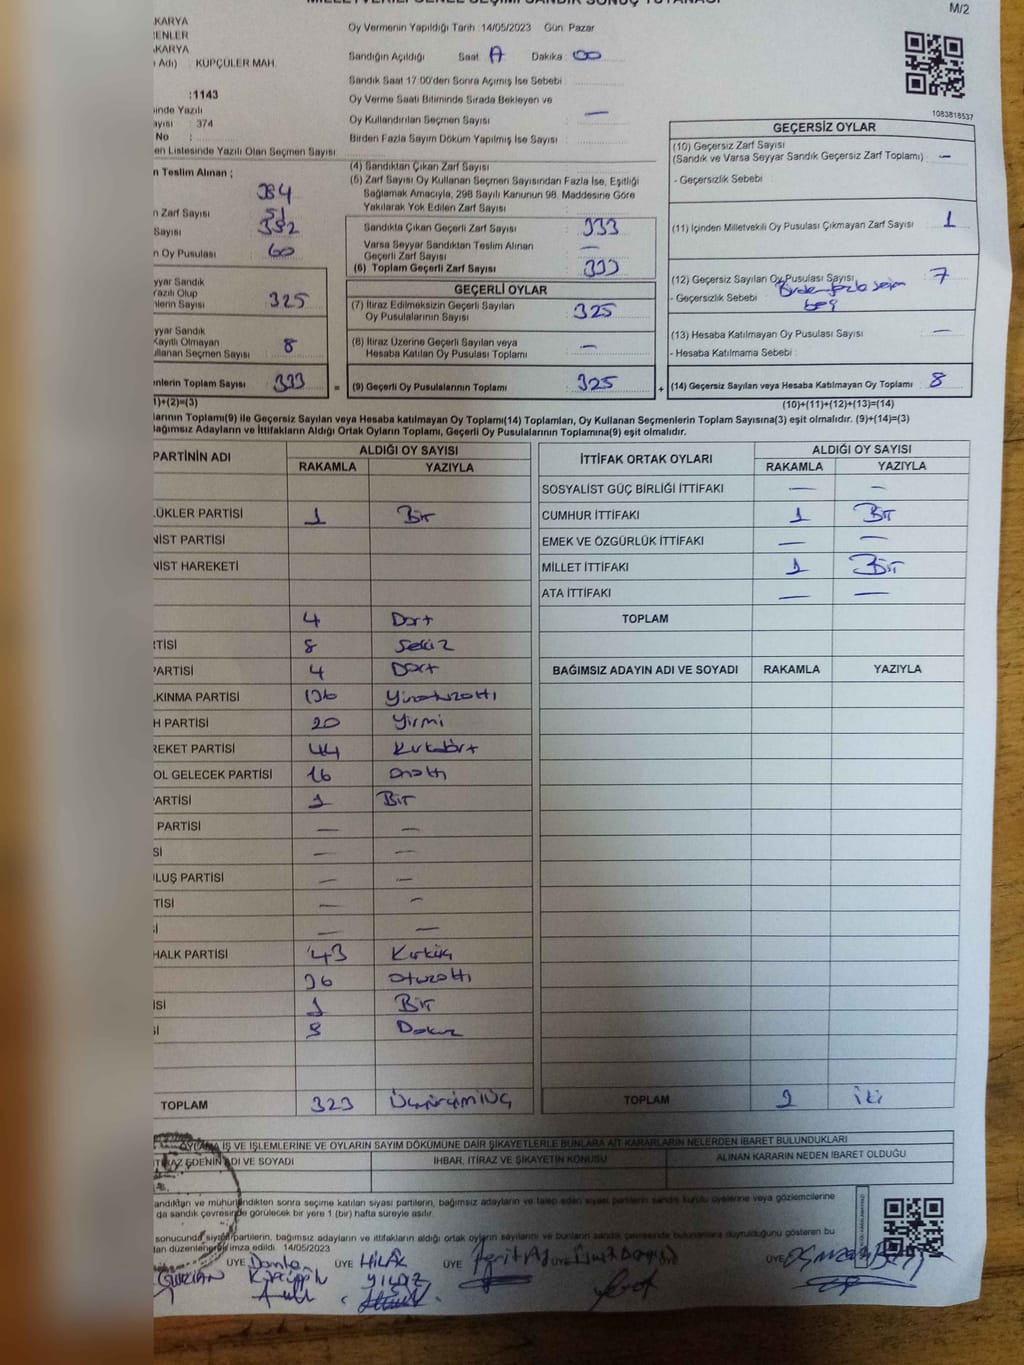 M/2
KARYA
Oy Vermenin Yapıldığı Tarih : 14/05/2023 Gün: Pazar
ENLER
KARYA
Sandığın Açıldığı Saat Dakika : 00
Adı) : KÜPÇÜLER MAH.
Sandık Saat 17:00'den Sonra Açılmış İse Sebebi :
:1143
Oy Verme Saati Bitiminde Sırada Bekleyen ve
inde Yazılı
Oy Kullandırılan Seçmen Sayısı : —
ayısı : 374
1083818537
No :
Birden Fazla Sayım Döküm Yapılmış İse Sayısı :
en Listesinde Yazılı Olan Seçmen Sayısı:
n Teslim Alınan ;
384
n Zarf Sayısı 51
Sayısı : 332
n Oy Pusulası : 60
yyar Sandık
Yazılı Olup
nlerin Sayısı : 325
yyar Sandık
Kayıtlı Olmayan
ullanan Seçmen Sayısı : 8
nlerin Toplam Sayısı : 333 =
1)+(2)=(3)
(4) Sandıktan Çıkan Zarf Sayısı
(5) Zarf Sayısı Oy Kullanan Seçmen Sayısından Fazla İse, Eşitliği
Sağlamak Amacıyla, 298 Sayılı Kanunun 98. Maddesine Göre
Yakılarak Yok Edilen Zarf Sayısı :
Sandıkta Çıkan Geçerli Zarf Sayısı : 333
Varsa Seyyar Sandıktan Teslim Alınan
Geçerli Zarf Sayısı : —
(6) Toplam Geçerli Zarf Sayısı : 333
GEÇERLİ OYLAR
(7) İtiraz Edilmeksizin Geçerli Sayılan
Oy Pusulalarının Sayısı : 325
(8) İtiraz Üzerine Geçerli Sayılan veya
Hesaba Katılan Oy Pusulası Toplamı : —
(9) Geçerli Oy Pusulalarının Toplamı : 325 +
GEÇERSİZ OYLAR
(10) Geçersiz Zarf Sayısı
(Sandık ve Varsa Seyyar Sandık Geçersiz Zarf Toplamı) : —
- Geçersizlik Sebebi :
(11) İçinden Milletvekili Oy Pusulası Çıkmayan Zarf Sayısı : 1
(12) Geçersiz Sayılan Oy Pusulası Sayısı : 7
- Geçersizlik Sebebi : Birden fazla seçim
boş
(13) Hesaba Katılmayan Oy Pusulası Sayısı : —
- Hesaba Katılmama Sebebi :
(14) Geçersiz Sayılan veya Hesaba Katılmayan Oy Toplamı : 8
(10)+(11)+(12)+(13)=(14)
larının Toplamı(9) ile Geçersiz Sayılan veya Hesaba katılmayan Oy Toplamı(14) Toplamları, Oy Kullanan Seçmenlerin Toplam Sayısına(3) eşit olmalıdır. (9)+(14)=(3)
ağımsız Adayların ve İttifakların Aldığı Ortak Oyların Toplamı, Geçerli Oy Pusulalarının Toplamına(9) eşit olmalıdır.
PARTİNİN ADI ALDIĞI OY SAYISI
RAKAMLA YAZIYLA
LÜKLER PARTİSİ 1 Bir
NİST PARTİSİ
NİST HAREKETİ
4 Dört
RTİSİ 8 Sekiz
PARTİSİ 4 Dört
LKINMA PARTİSİ 136 Yüzotuzaltı
H PARTİSİ 20 Yirmi
REKET PARTİSİ 44 Kırkdört
OL GELECEK PARTİSİ 16 Onaltı
ARTİSİ 1 Bir
PARTİSİ — —
Sİ — —
LUŞ PARTİSİ — —
TİSİ — —
İ — —
HALK PARTİSİ 43 Kırküç
36 Otuzaltı
İSİ 1 Bir
İ 9 Dokuz
TOPLAM 323 Üçyüzyirmiüç
İTTİFAK ORTAK OYLARI ALDIĞI OY SAYISI
RAKAMLA YAZIYLA
SOSYALİST GÜÇ BİRLİĞİ İTTİFAKI — —
CUMHUR İTTİFAKI 1 Bir
EMEK VE ÖZGÜRLÜK İTTİFAKI — —
MİLLET İTTİFAKI 1 Bir
ATA İTTİFAKI — —
TOPLAM
BAĞIMSIZ ADAYIN ADI VE SOYADI RAKAMLA YAZIYLA
TOPLAM 2 iki
OYLAMA İŞ VE İŞLEMLERİNE VE OYLARIN SAYIM DÖKÜMÜNE DAİR ŞİKAYETLERLE BUNLARA AİT KARARLARIN NELERDEN İBARET BULUNDUKLARI
İTİRAZ EDENİN ADI VE SOYADI İHBAR, İTİRAZ VE ŞİKAYETİN KONUSU ALINAN KARARIN NEDEN İBARET OLDUĞU
andıktan ve mühürlendikten sonra seçime katılan siyasi partilerin, bağımsız adayların ve talep eden siyasi partilerin sandık kurulu üyelerine veya gözlemcilerine
da sandık çevresinde görülecek bir yere 1 (bir) hafta süreyle asılır.
sonucunda siyasi partilerin, bağımsız adayların ve ittifakların aldığı ortak oyların sayılarını ve bunların sandık çevresinde bulunanlara duyurulduğunu gösteren bu
dan düzenlenerek imza edildi. 14/05/2023
ÜYE ÜYE HİLAL ÜYE ÜYE ÜYE
YILMAZ